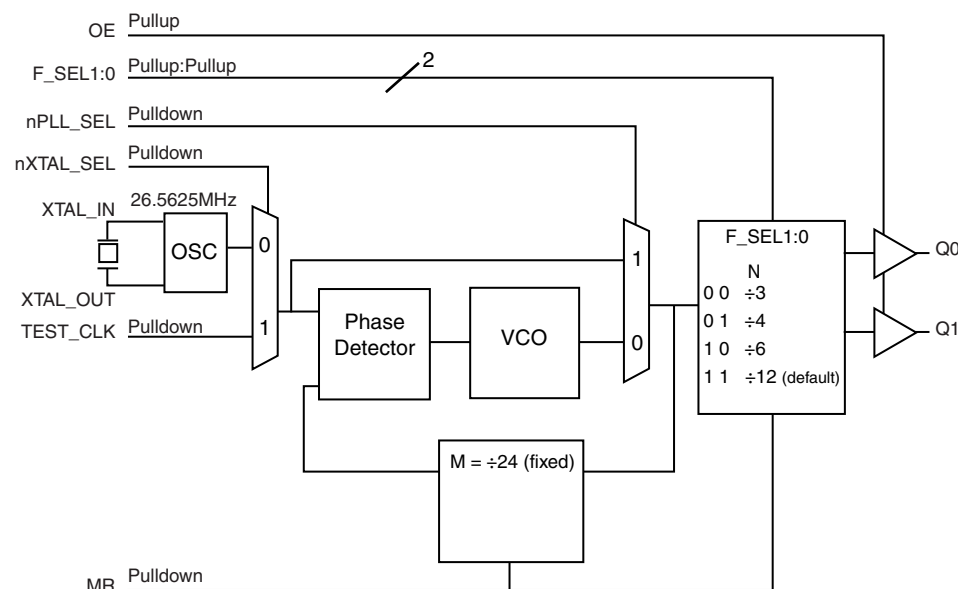 OE Pullup
F_SEL1:0 Pullup:Pullup 2
nPLL_SEL Pulldown
nXTAL_SEL Pulldown
XTAL_IN 26.5625MHz
OSC
XTAL_OUT
TEST_CLK Pulldown
0
1
Phase
Detector
VCO
1
0
M = ÷24 (fixed)
F_SEL1:0
N
0 0 ÷3
0 1 ÷4
1 0 ÷6
1 1 ÷12 (default)
Q0
Q1
MR Pulldown